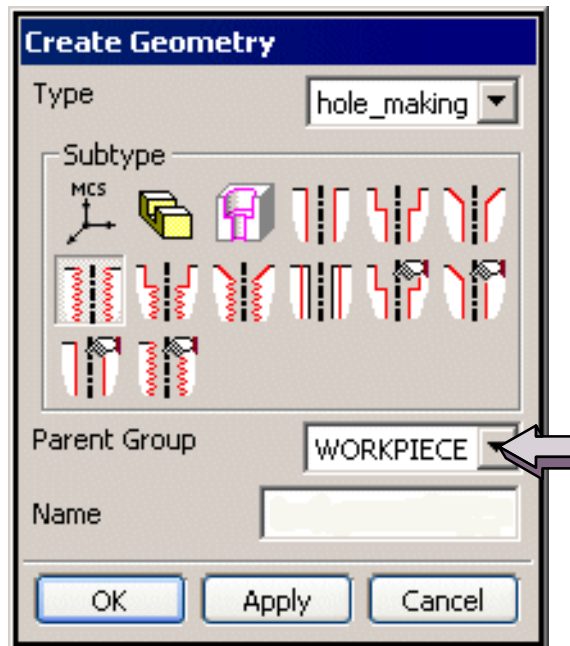 Create Geometry
Type
hole_making
Subtype
MCS
Parent Group
WORKPIECE
Name
OK Apply Cancel